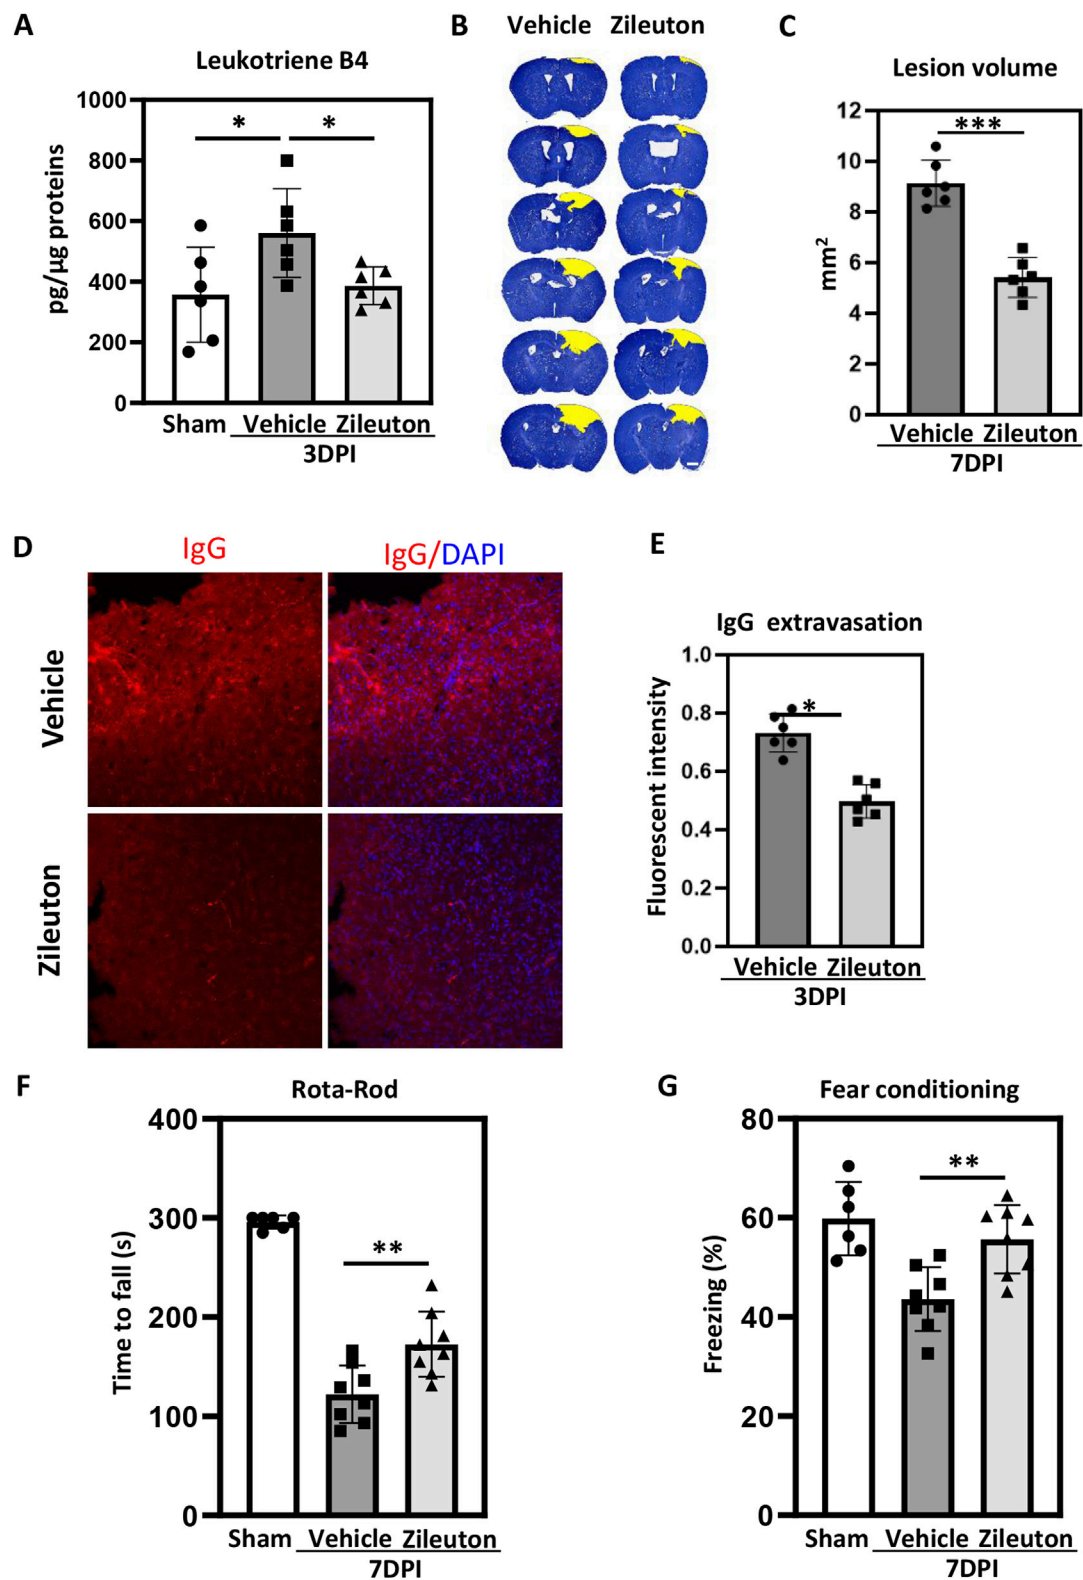 A
Leukotriene B4
pg/µg proteins
1000
800
600
400
200
0
*
*
Sham
Vehicle
Zileuton
3DPI
B
Vehicle
Zileuton
C
Lesion volume
mm²
12
10
8
6
4
2
0
***
Vehicle
Zileuton
7DPI
D
IgG
IgG/DAPI
Vehicle
Zileuton
E
IgG extravasation
Fluorescent intensity
1.0
0.8
0.6
0.4
0.2
0.0
*
Vehicle
Zileuton
3DPI
F
Rota-Rod
Time to fall (s)
400
300
200
100
0
**
Sham
Vehicle
Zileuton
7DPI
G
Fear conditioning
Freezing (%)
80
60
40
20
0
**
Sham
Vehicle
Zileuton
7DPI